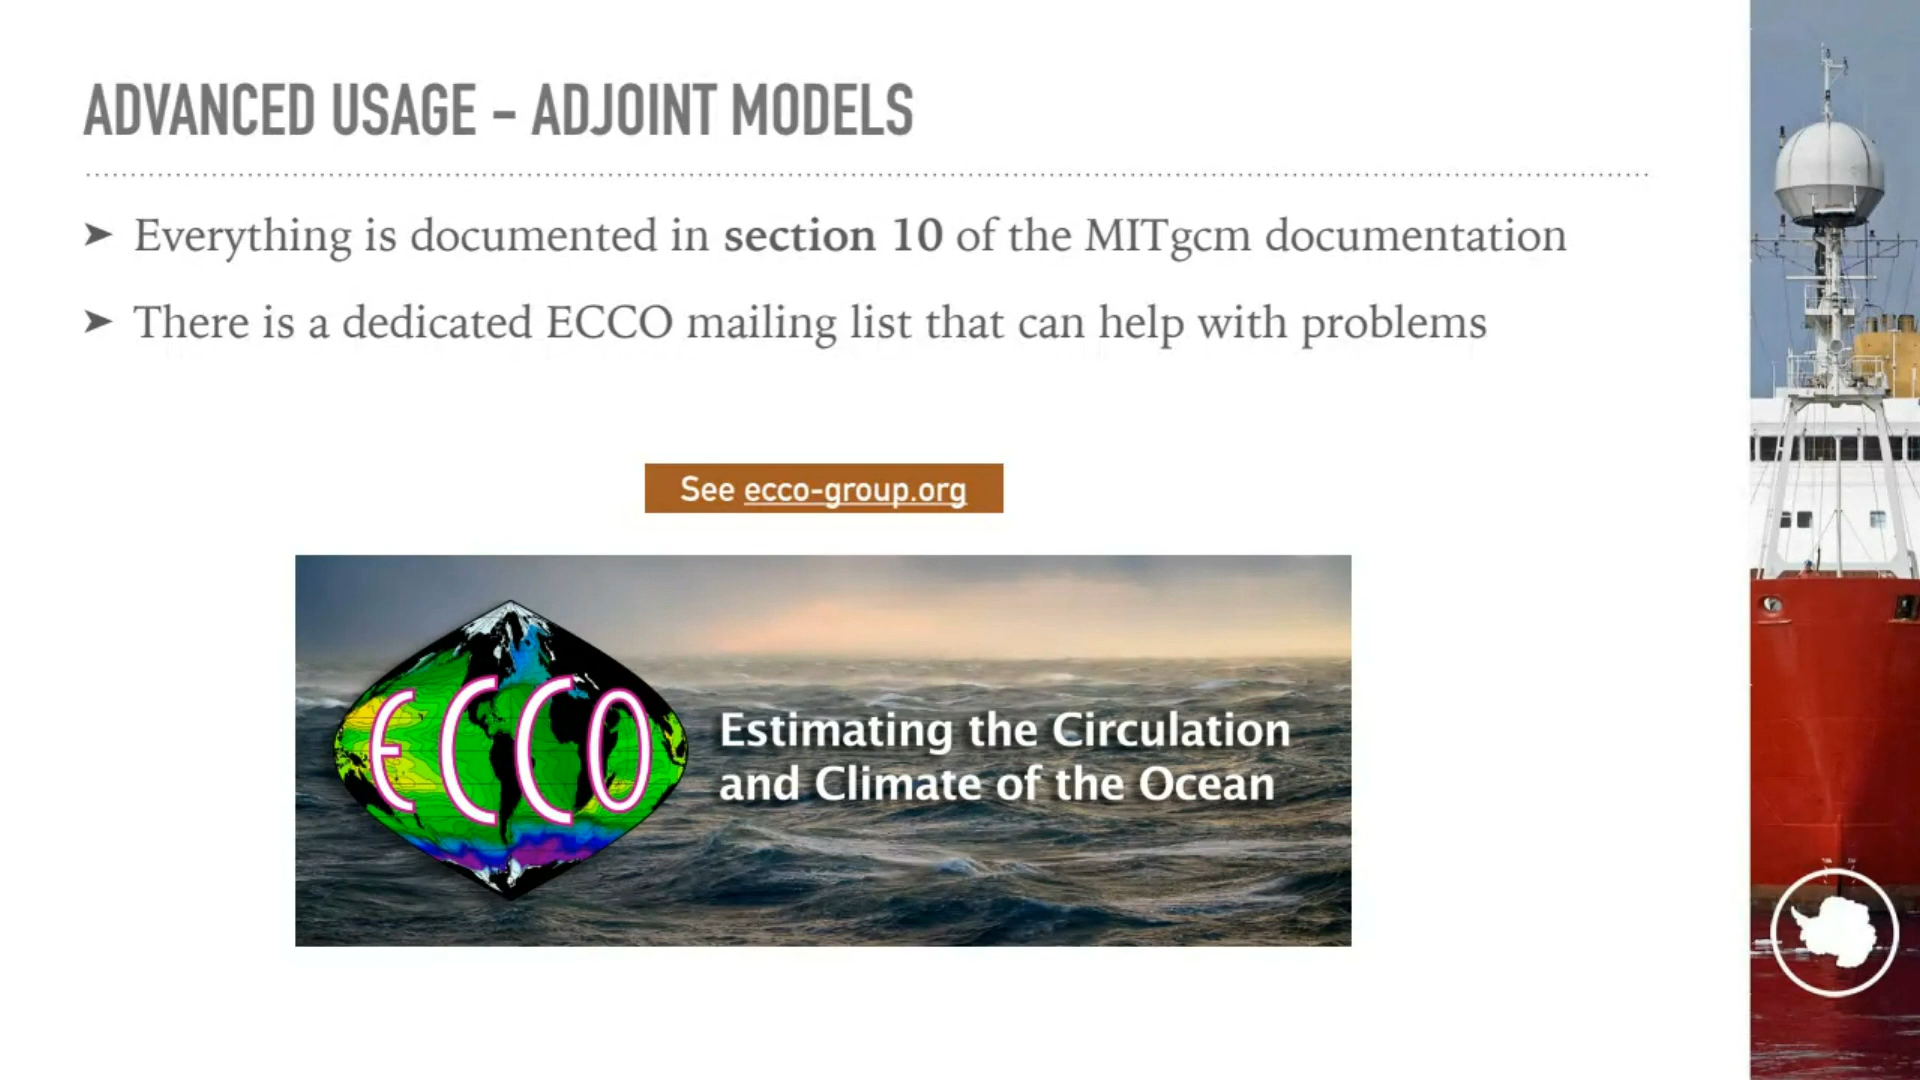 ADVANCED USAGE – ADJOINT MODELS
➤ Everything is documented in section 10 of the MITgcm documentation
➤ There is a dedicated ECCO mailing list that can help with problems
See ecco-group.org
ECCO
Estimating the Circulation
and Climate of the Ocean